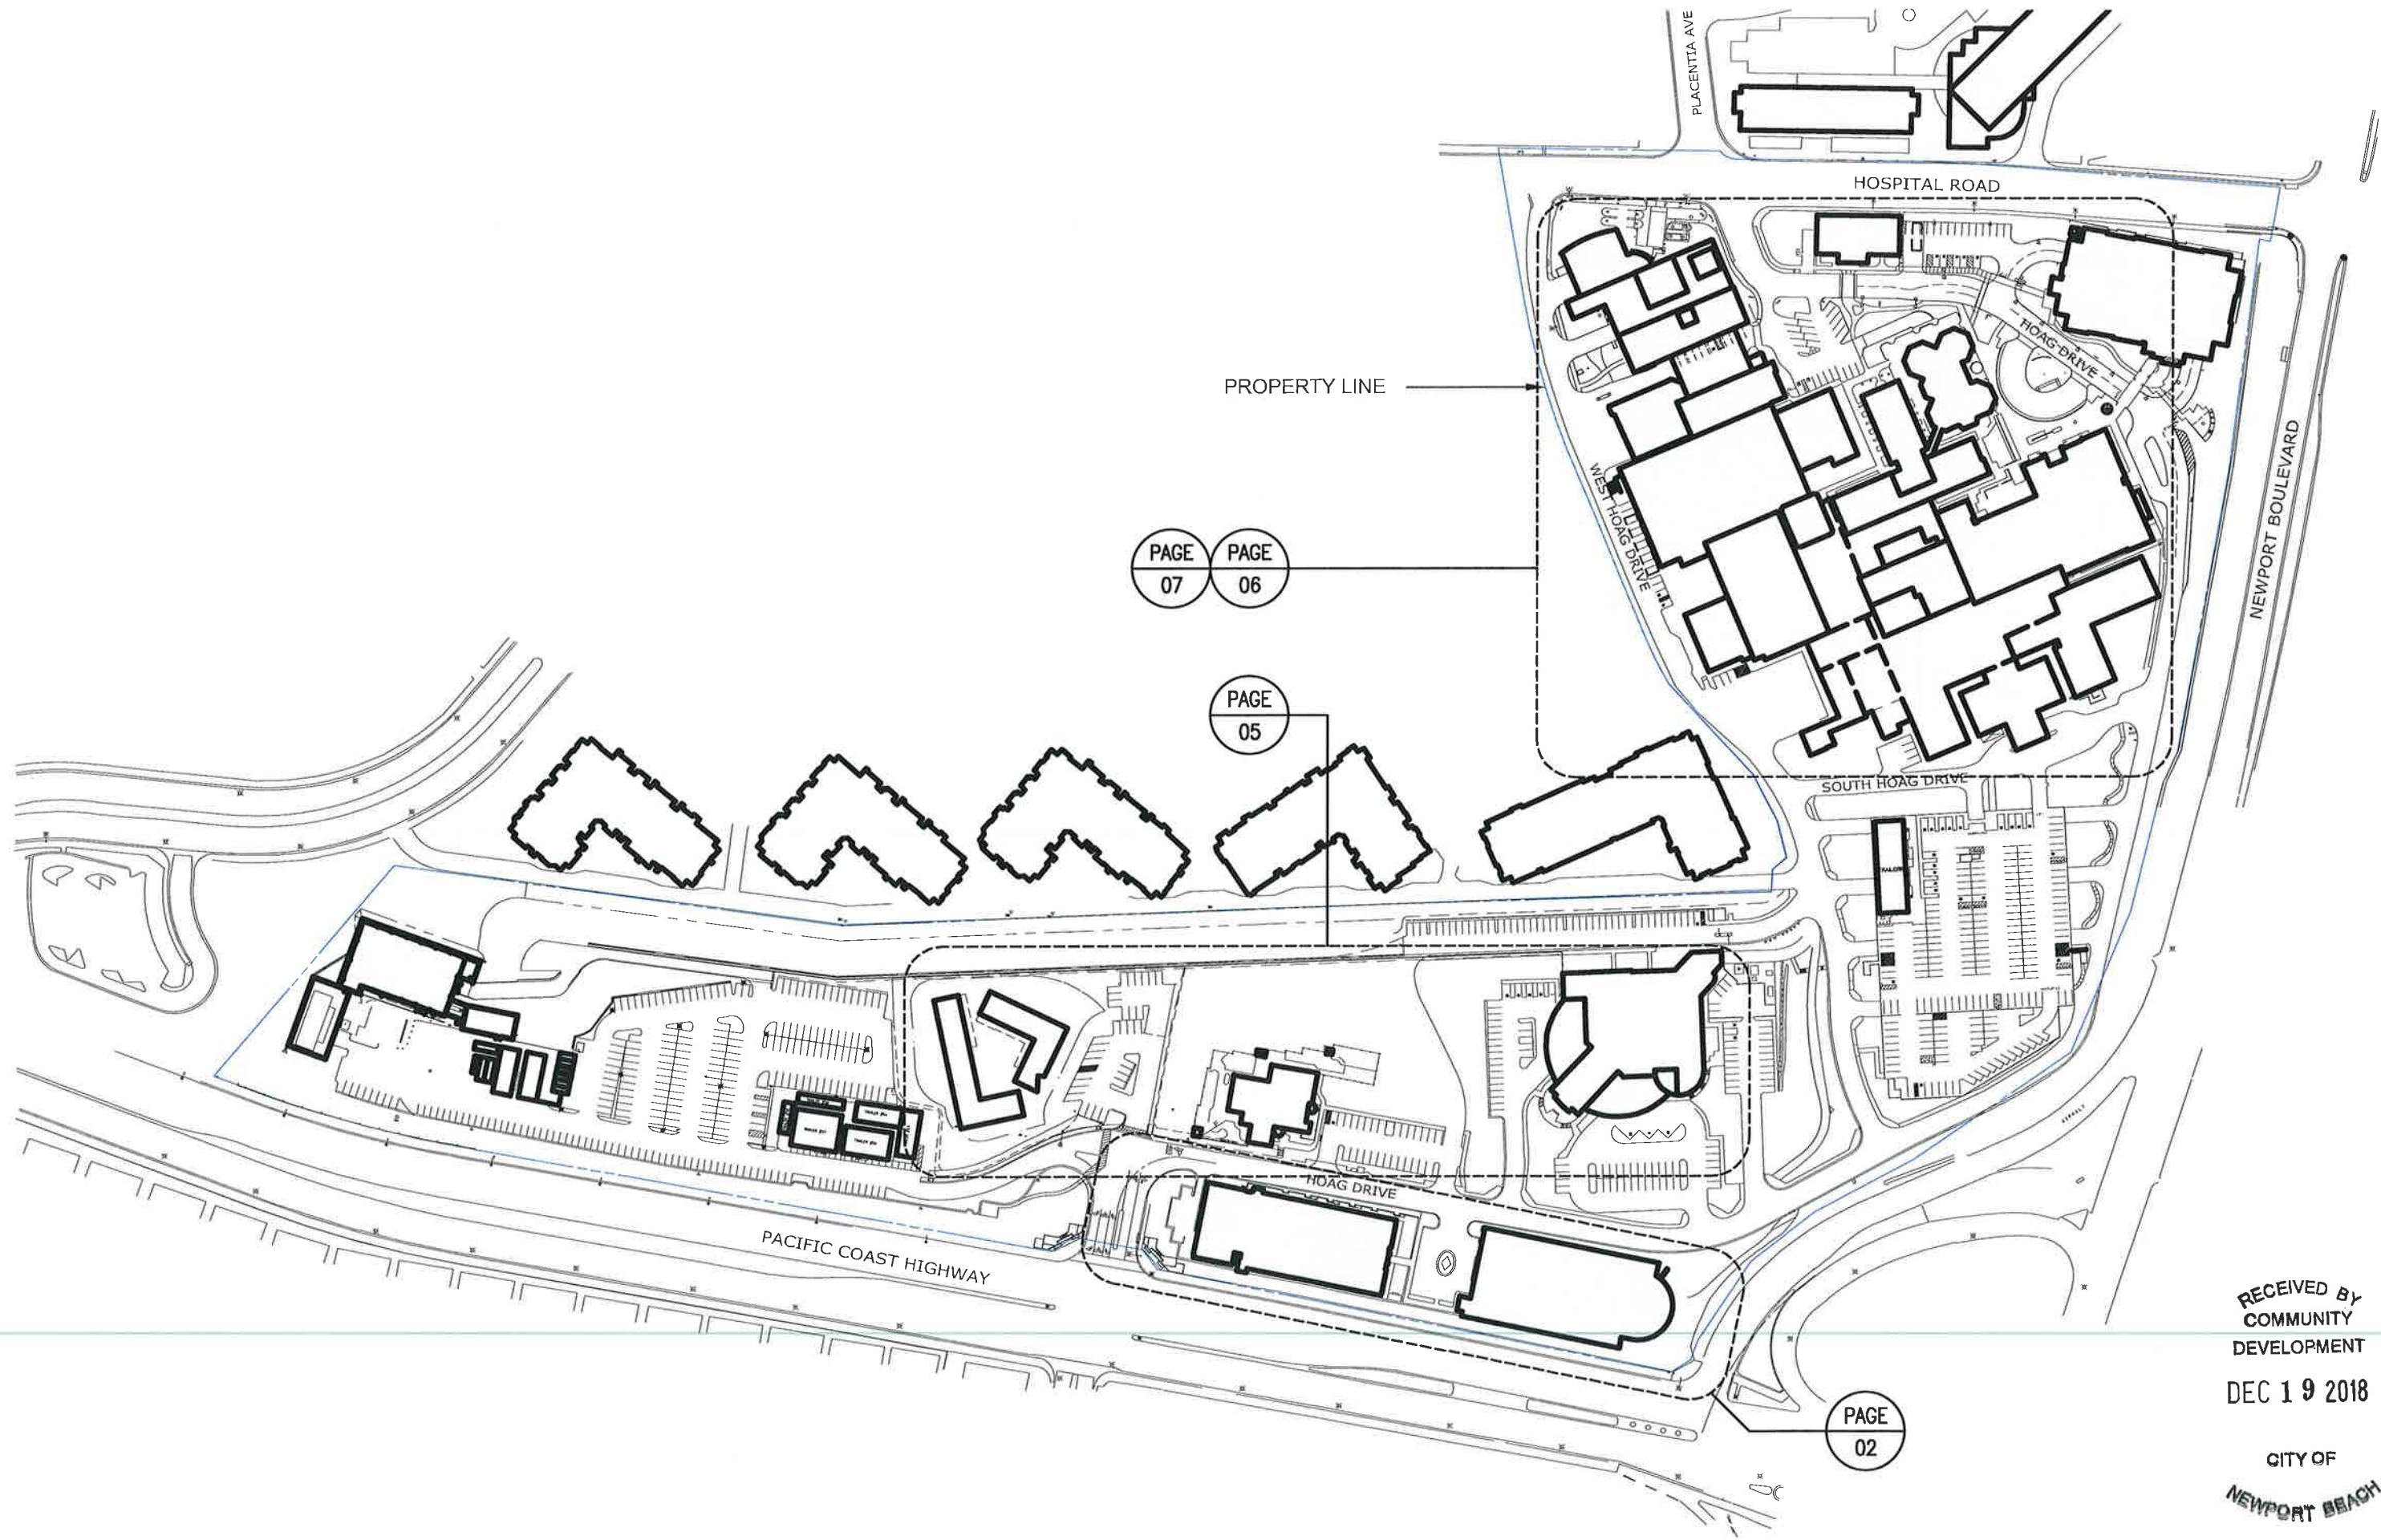 PLACENTIA AVE
HOSPITAL ROAD
HOAG DRIVE
PROPERTY LINE
WEST HOAG DRIVE
NEWPORT BOULEVARD
PAGE
07
PAGE
06
PAGE
05
SOUTH HOAG DRIVE
HOAG DRIVE
PACIFIC COAST HIGHWAY
PAGE
02
RECEIVED BY
COMMUNITY
DEVELOPMENT
DEC 19 2018
CITY OF
NEWPORT BEACH